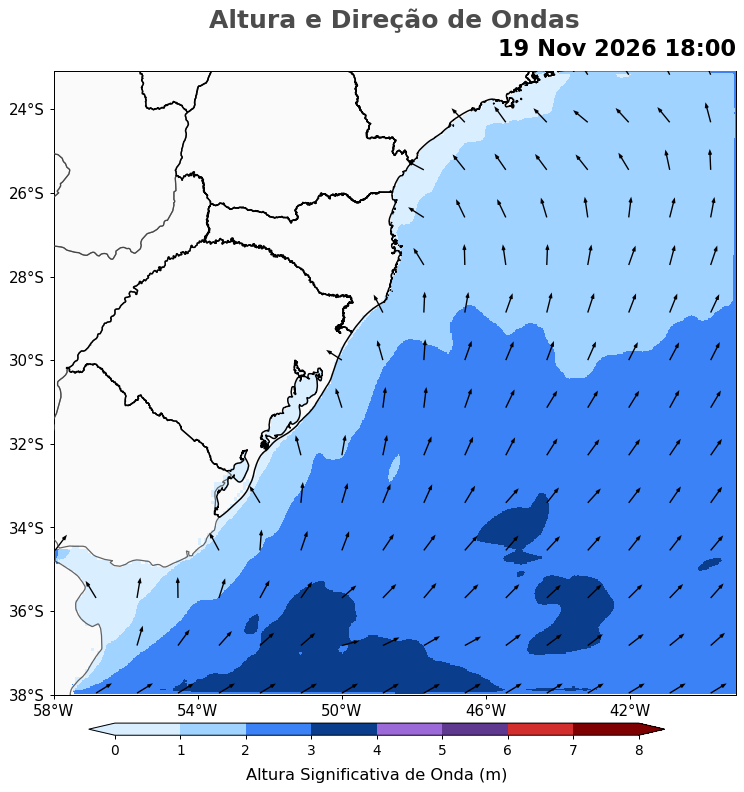 Altura e Direção de Ondas
19 Nov 2026 18:00
24°S
26°S
28°S
30°S
32°S
34°S
36°S
38°S
58°W 54°W 50°W 46°W 42°W
0 1 2 3 4 5 6 7 8
Altura Significativa de Onda (m)